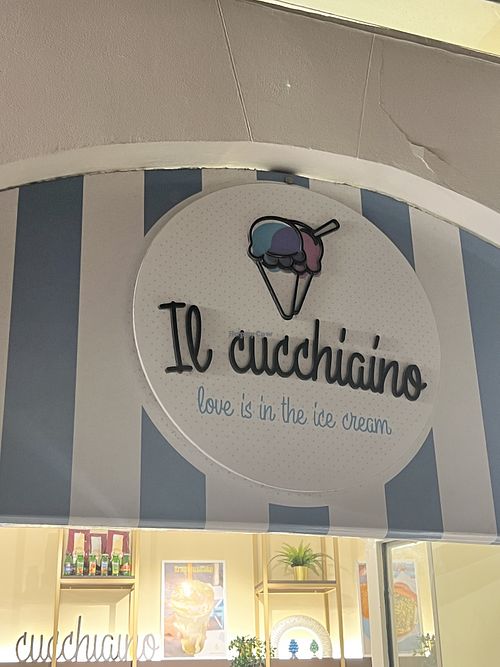 Il cucchiaino
love is in the ice cream
cucchiaino